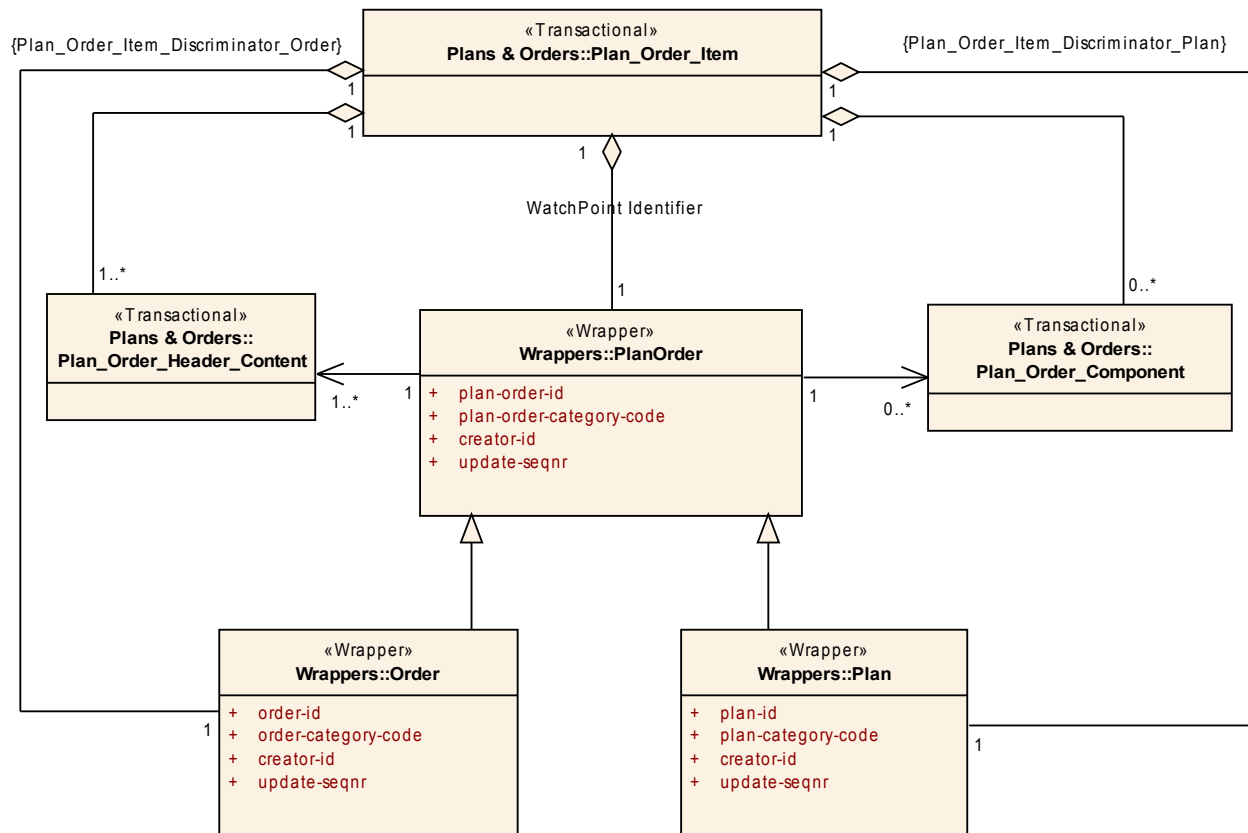 {Plan_Order_Item_Discriminator_Order}
«Transactional»
Plans & Orders::Plan_Order_Item
{Plan_Order_Item_Discriminator_Plan}
1
1
1
1
1
WatchPoint Identifier
1..*
1
0..*
«Transactional»
Plans & Orders::
Plan_Order_Header_Content
«Wrapper»
Wrappers::PlanOrder
+ plan-order-id
+ plan-order-category-code
+ creator-id
+ update-seqnr
«Transactional»
Plans & Orders::
Plan_Order_Component
1..*
1
1
0..*
«Wrapper»
Wrappers::Order
+ order-id
+ order-category-code
+ creator-id
+ update-seqnr
1
«Wrapper»
Wrappers::Plan
+ plan-id
+ plan-category-code
+ creator-id
+ update-seqnr
1